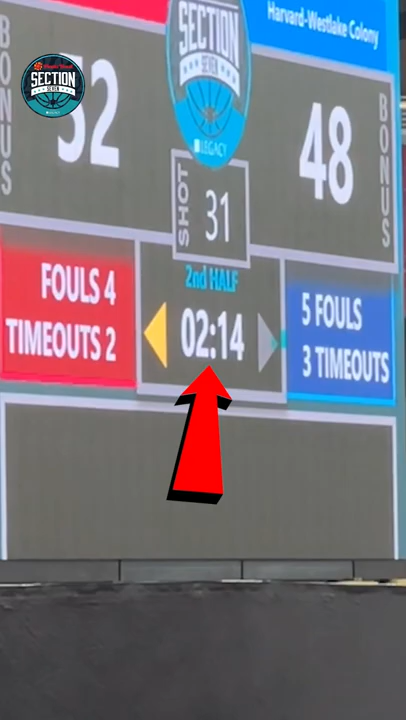 Harvard-Westlake Colony
SECTION
SEVEN
LEGACY
SECTION
SEVEN
BONUS
52
48
BONUS
SHOT
31
2nd HALF
FOULS 4
TIMEOUTS 2
02:14
5 FOULS
3 TIMEOUTS